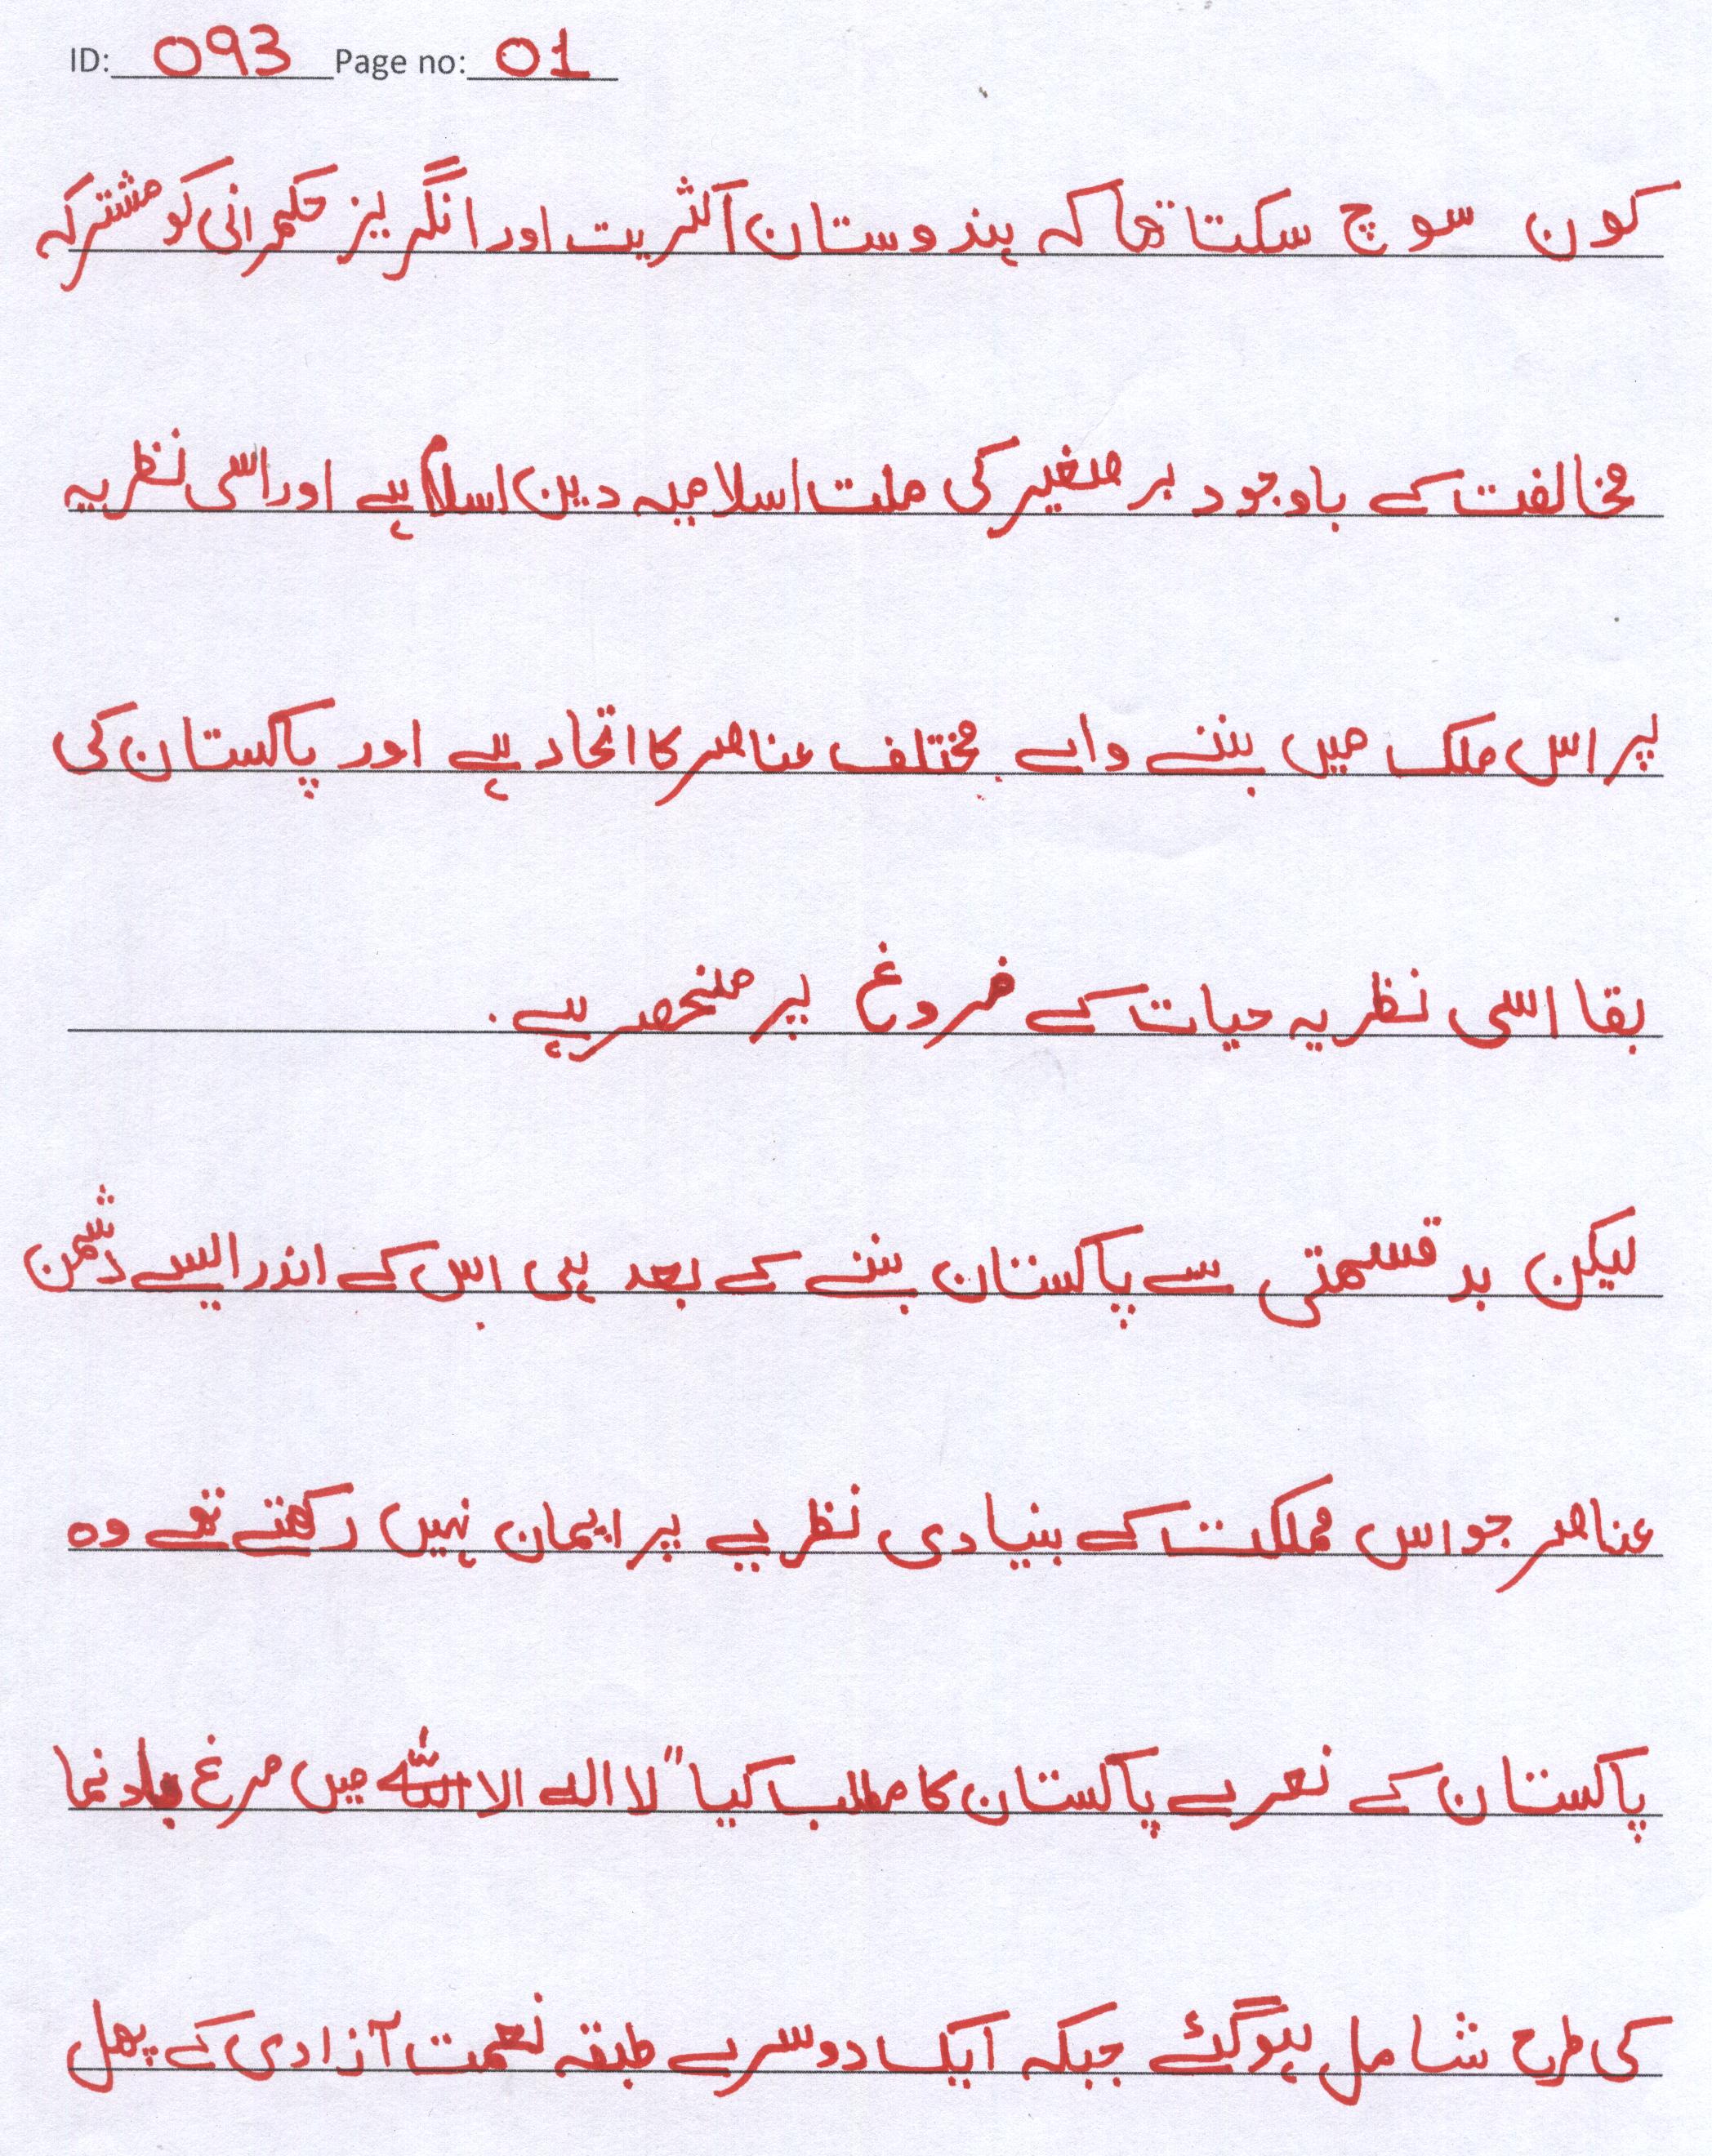 ID: 093 Page no: 01
کون سوچ سکتا تھا کہ ہندوستان اکثریت اور انگریز حکمرانی کو مشترکہ
مخالفت کے باوجود برصغیر کی ملت اسلامیہ دین اسلام ہے اور اسی نظریہ
پر اس ملک میں بننے والے مختلف عناصر کا اتحاد ہے اور پاکستان کی
بقا اسی نظریہ حیات کے فروغ پر منحصر ہے.
لیکن بد قسمتی سے پاکستان بننے کے بعد ہی اس کے اندر ایسے دشمن
عناصر جو اس مملکت کے بنیادی نظریے پر ایمان نہیں رکھتے تھے وہ
پاکستان کے نعرے پاکستان کا مطلب کیا "لا الہ الا اللہ میں مرغ باد نما
کی طرح شامل ہوگئے جبکہ ایک دوسرے طبقہ نعمت آزادی کے پھل